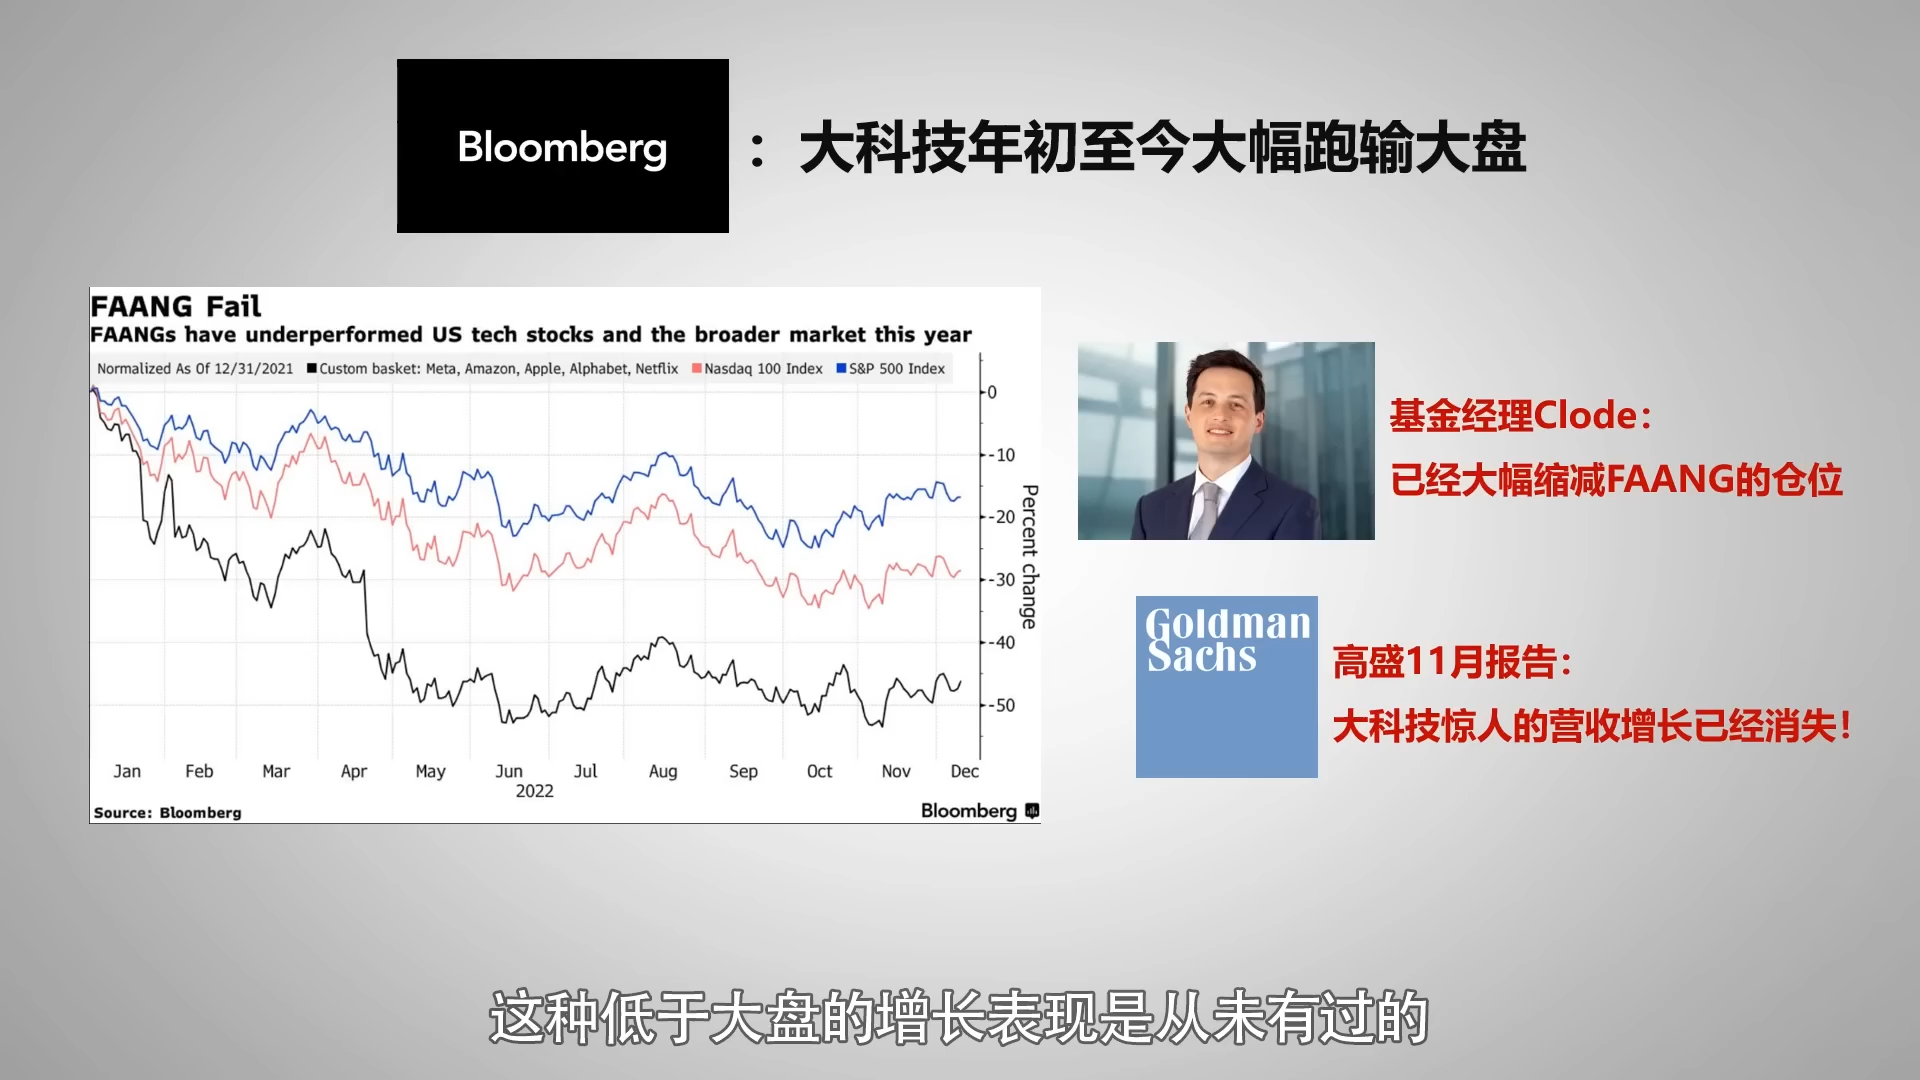 Bloomberg
：大科技年初至今大幅跑输大盘
FAANG Fail
FAANGs have underperformed US tech stocks and the broader market this year
Normalized As Of 12/31/2021 Custom basket: Meta, Amazon, Apple, Alphabet, Netflix Nasdaq 100 Index S&P 500 Index
0
-10
-20
-30
-40
-50
Percent change
Jan Feb Mar Apr May Jun Jul Aug Sep Oct Nov Dec
2022
Source: Bloomberg
Bloomberg
基金经理Clode：
已经大幅缩减FAANG的仓位
Goldman
Sachs
高盛11月报告：
大科技惊人的营收增长已经消失！
这种低于大盘的增长表现是从未有过的